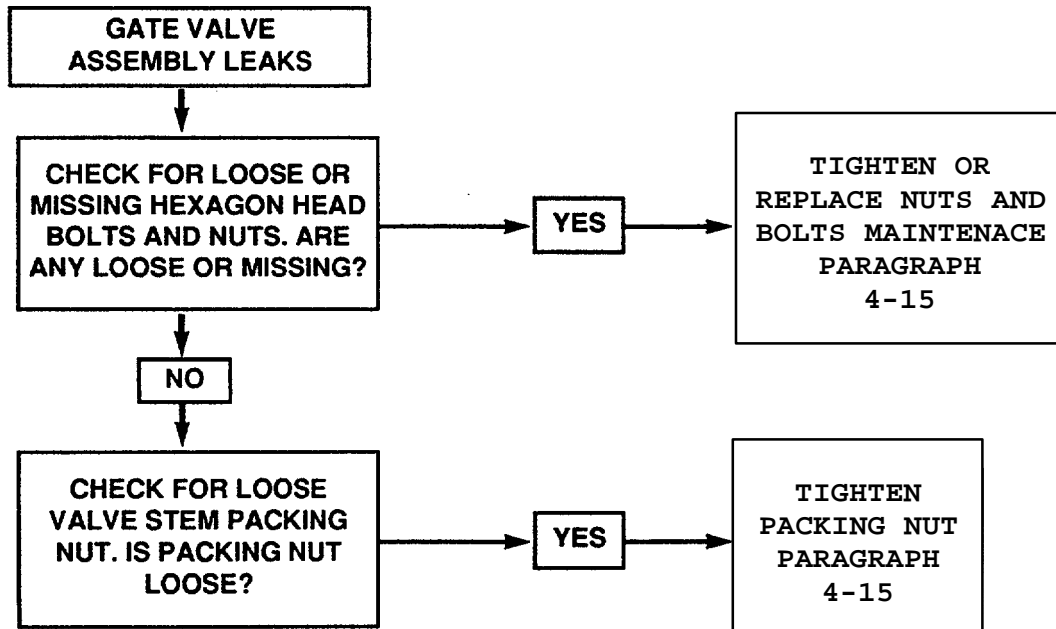 GATE VALVE
ASSEMBLY LEAKS
CHECK FOR LOOSE OR
MISSING HEXAGON HEAD
BOLTS AND NUTS. ARE
ANY LOOSE OR MISSING?
YES
TIGHTEN OR
REPLACE NUTS AND
BOLTS MAINTENACE
PARAGRAPH
4-15
NO
CHECK FOR LOOSE
VALVE STEM PACKING
NUT. IS PACKING NUT
LOOSE?
YES
TIGHTEN
PACKING NUT
PARAGRAPH
4-15